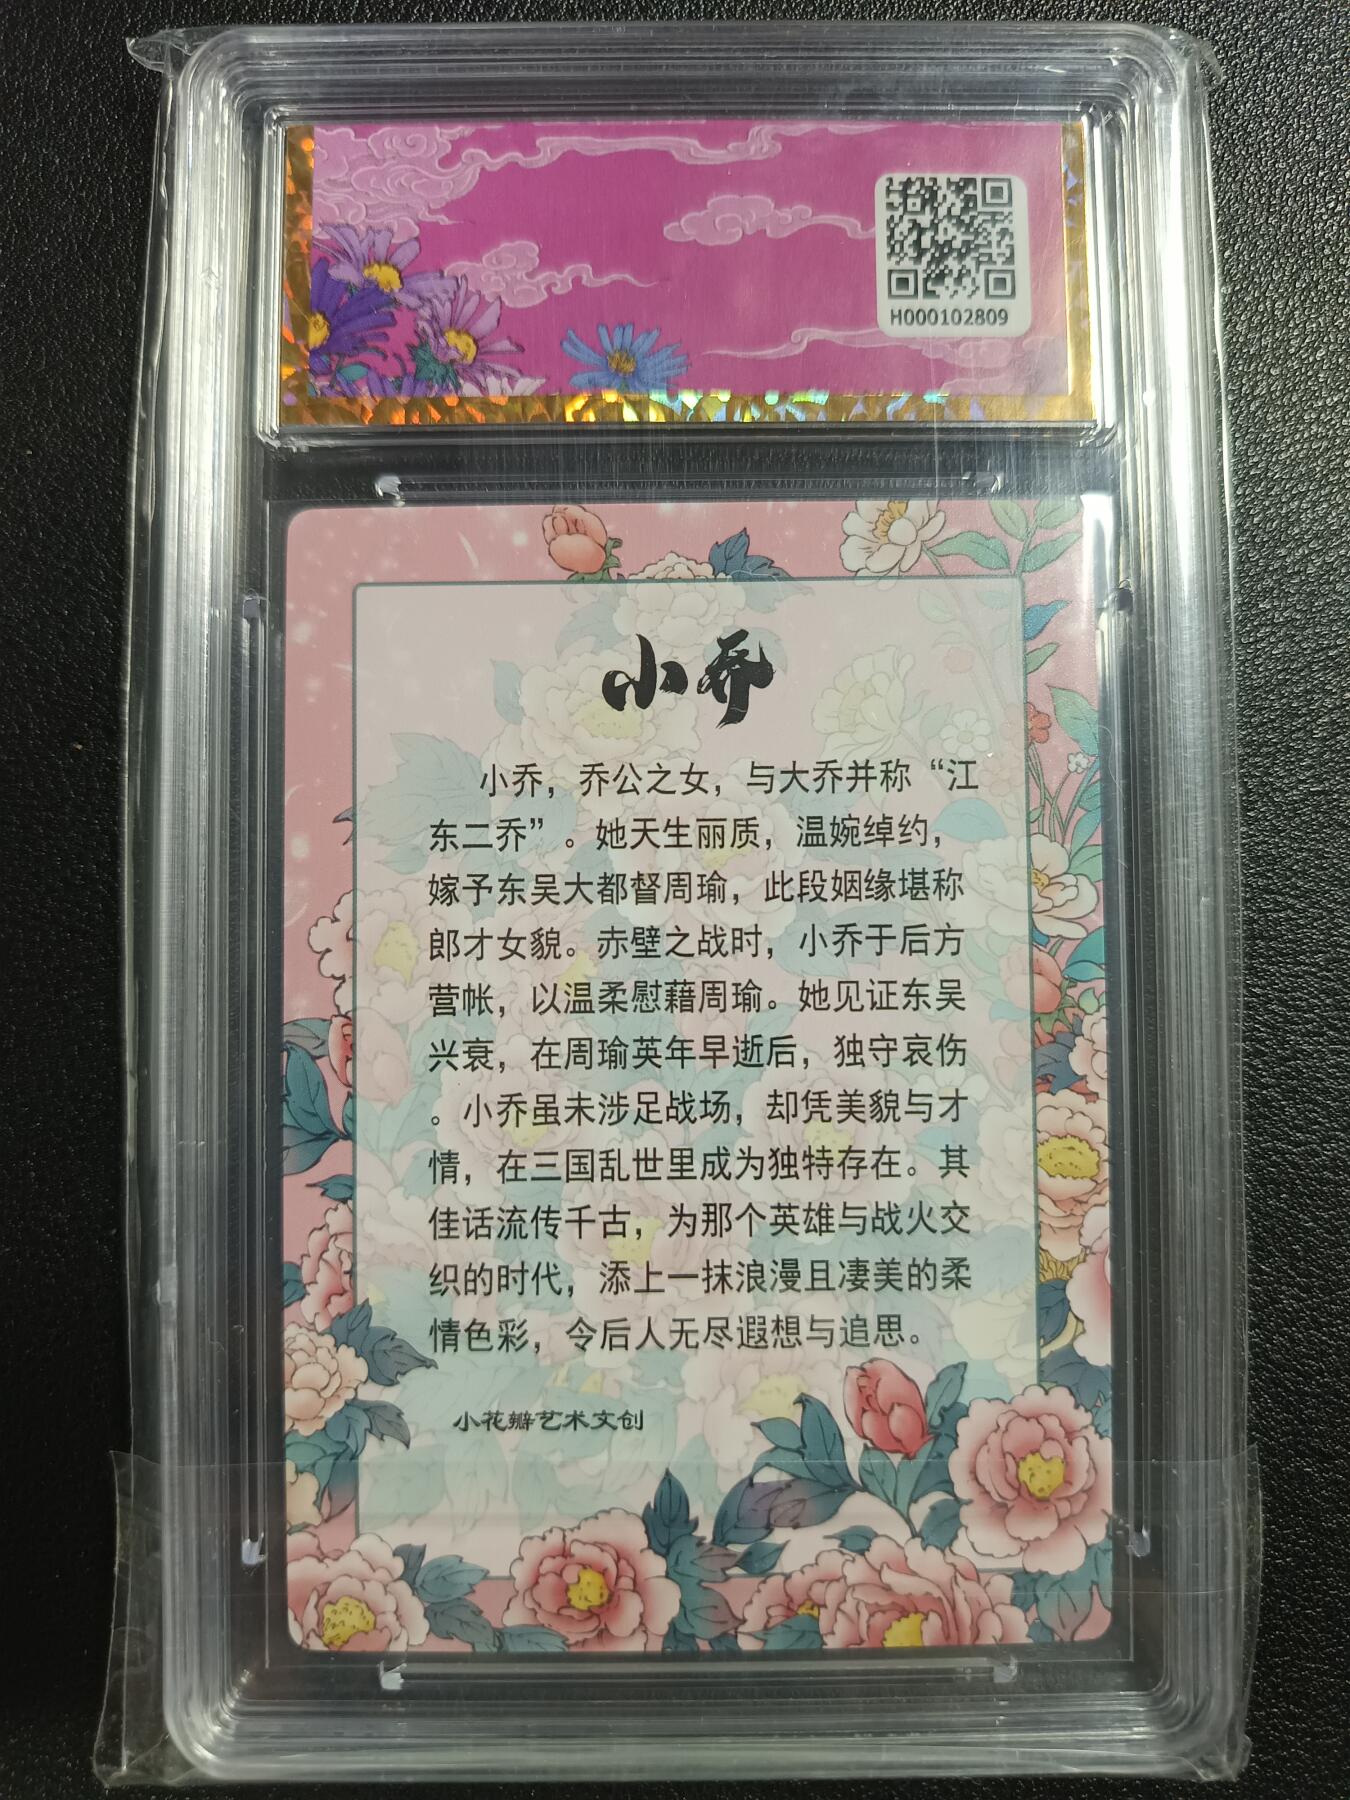 H000102809
小乔
小乔，乔公之女，与大乔并称“江
东二乔”。她天生丽质，温婉绰约，
嫁予东吴大都督周瑜，此段姻缘堪称
郎才女貌。赤壁之战时，小乔于后方
营帐，以温柔慰藉周瑜。她见证东吴
兴衰，在周瑜英年早逝后，独守哀伤
。小乔虽未涉足战场，却凭美貌与才
情，在三国乱世里成为独特存在。其
佳话流传千古，为那个英雄与战火交
织的时代，添上一抹浪漫且凄美的柔
情色彩，令后人无尽遐想与追思。
小花瓣艺术文创